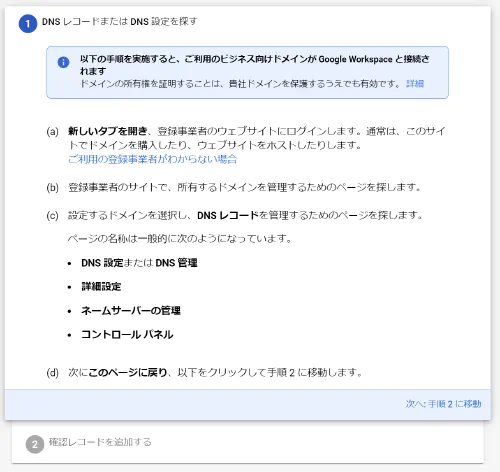 1 DNS レコードまたは DNS 設定を探す
以下の手順を実施すると、ご利用のビジネス向けドメインが Google Workspace と接続さ
れます
ドメインの所有権を証明することは、貴社ドメインを保護するうえでも有効です。 詳細
(a) 新しいタブを開き、登録事業者のウェブサイトにログインします。通常は、このサイ
トでドメインを購入したり、ウェブサイトをホストしたりします。
ご利用の登録事業者がわからない場合
(b) 登録事業者のサイトで、所有するドメインを管理するためのページを探します。
(c) 設定するドメインを選択し、DNS レコードを管理するためのページを探します。
ページの名称は一般的に次のようになっています。
• DNS 設定または DNS 管理
• 詳細設定
• ネームサーバーの管理
• コントロール パネル
(d) 次にこのページに戻り、以下をクリックして手順 2 に移動します。
次へ: 手順 2 に移動
2 確認レコードを追加する